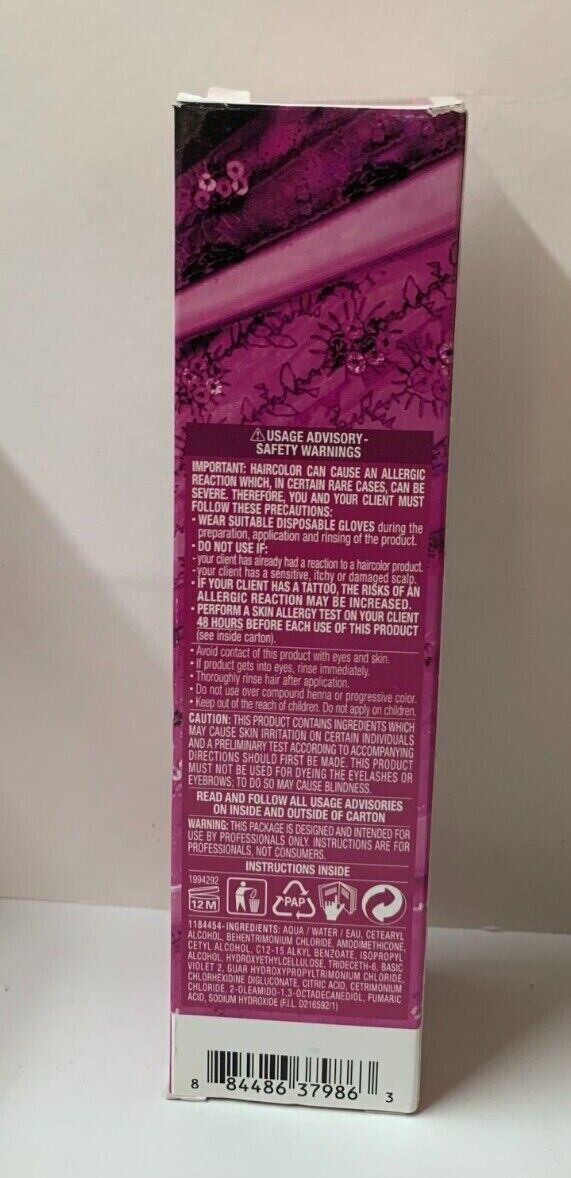 ⚠ USAGE ADVISORY-
SAFETY WARNINGS
IMPORTANT: HAIRCOLOR CAN CAUSE AN ALLERGIC
REACTION WHICH, IN CERTAIN RARE CASES, CAN BE
SEVERE. THEREFORE, YOU AND YOUR CLIENT MUST
FOLLOW THESE PRECAUTIONS:
• WEAR SUITABLE DISPOSABLE GLOVES during the
preparation, application and rinsing of the product.
• DO NOT USE IF:
- your client has already had a reaction to a haircolor product.
- your client has a sensitive, itchy or damaged scalp.
• IF YOUR CLIENT HAS A TATTOO, THE RISKS OF AN
ALLERGIC REACTION MAY BE INCREASED.
• PERFORM A SKIN ALLERGY TEST ON YOUR CLIENT
48 HOURS BEFORE EACH USE OF THIS PRODUCT
(see inside carton).
• Avoid contact of this product with eyes and skin.
• If product gets into eyes, rinse immediately.
• Thoroughly rinse hair after application.
• Do not use over compound henna or progressive color.
• Keep out of the reach of children. Do not apply on children.
CAUTION: THIS PRODUCT CONTAINS INGREDIENTS WHICH
MAY CAUSE SKIN IRRITATION ON CERTAIN INDIVIDUALS
AND A PRELIMINARY TEST ACCORDING TO ACCOMPANYING
DIRECTIONS SHOULD FIRST BE MADE. THIS PRODUCT
MUST NOT BE USED FOR DYEING THE EYELASHES OR
EYEBROWS; TO DO SO MAY CAUSE BLINDNESS.
READ AND FOLLOW ALL USAGE ADVISORIES
ON INSIDE AND OUTSIDE OF CARTON
WARNING: THIS PACKAGE IS DESIGNED AND INTENDED FOR
USE BY PROFESSIONALS ONLY. INSTRUCTIONS ARE FOR
PROFESSIONALS, NOT CONSUMERS.
INSTRUCTIONS INSIDE
1994292
12 M
PAP
1184454-INGREDIENTS: AQUA / WATER / EAU, CETEARYL
ALCOHOL, BEHENTRIMONIUM CHLORIDE, AMODIMETHICONE,
CETYL ALCOHOL, C12-15 ALKYL BENZOATE, ISOPROPYL
ALCOHOL, HYDROXYETHYLCELLULOSE, TRIDECETH-6, BASIC
VIOLET 2, GUAR HYDROXYPROPYLTRIMONIUM CHLORIDE,
CHLORHEXIDINE DIGLUCONATE, CITRIC ACID, CETRIMONIUM
CHLORIDE, 2-OLEAMIDO-1,3-OCTADECANEDIOL, FUMARIC
ACID, SODIUM HYDROXIDE (F.I.L. D216592/1)
8 84486 37986 3